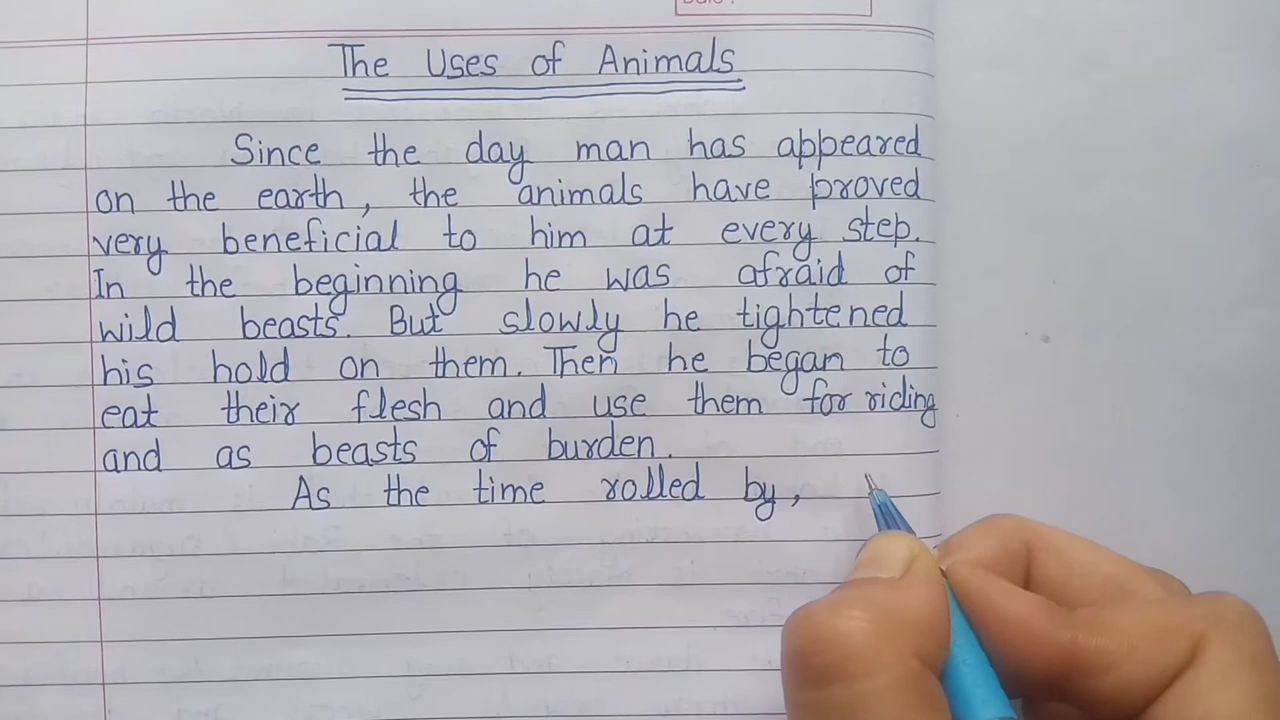 The Uses of Animals
Since the day man has appeared
on the earth, the animals have proved
very beneficial to him at every step.
In the beginning he was afraid of
wild beasts. But slowly he tightened
his hold on them. Then he began to
eat their flesh and use them for riding
and as beasts of burden.
As the time rolled by,